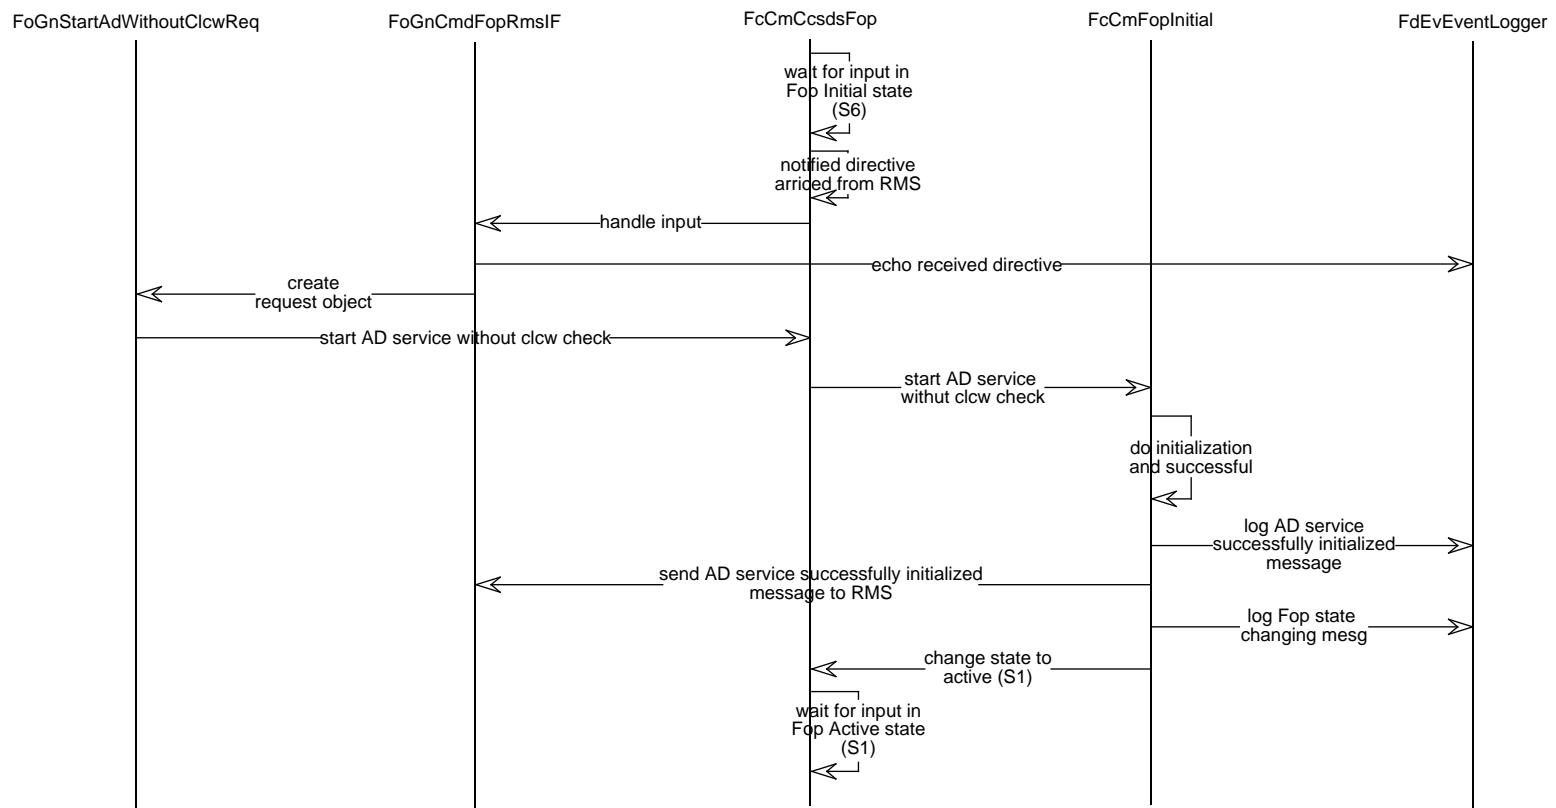 FoGnStartAdWithoutClcwReq
FoGnCmdFopRmsIF
FcCmCcsdsFop
FcCmFopInitial
FdEvEventLogger
wait for input in
Fop Initial state
(S6)
notified directive
arriced from RMS
handle input
echo received directive
create
request object
start AD service without clcw check
start AD service
withut clcw check
do initialization
and successful
log AD service
successfully initialized
message
send AD service successfully initialized
message to RMS
log Fop state
changing mesg
change state to
active (S1)
wait for input in
Fop Active state
(S1)